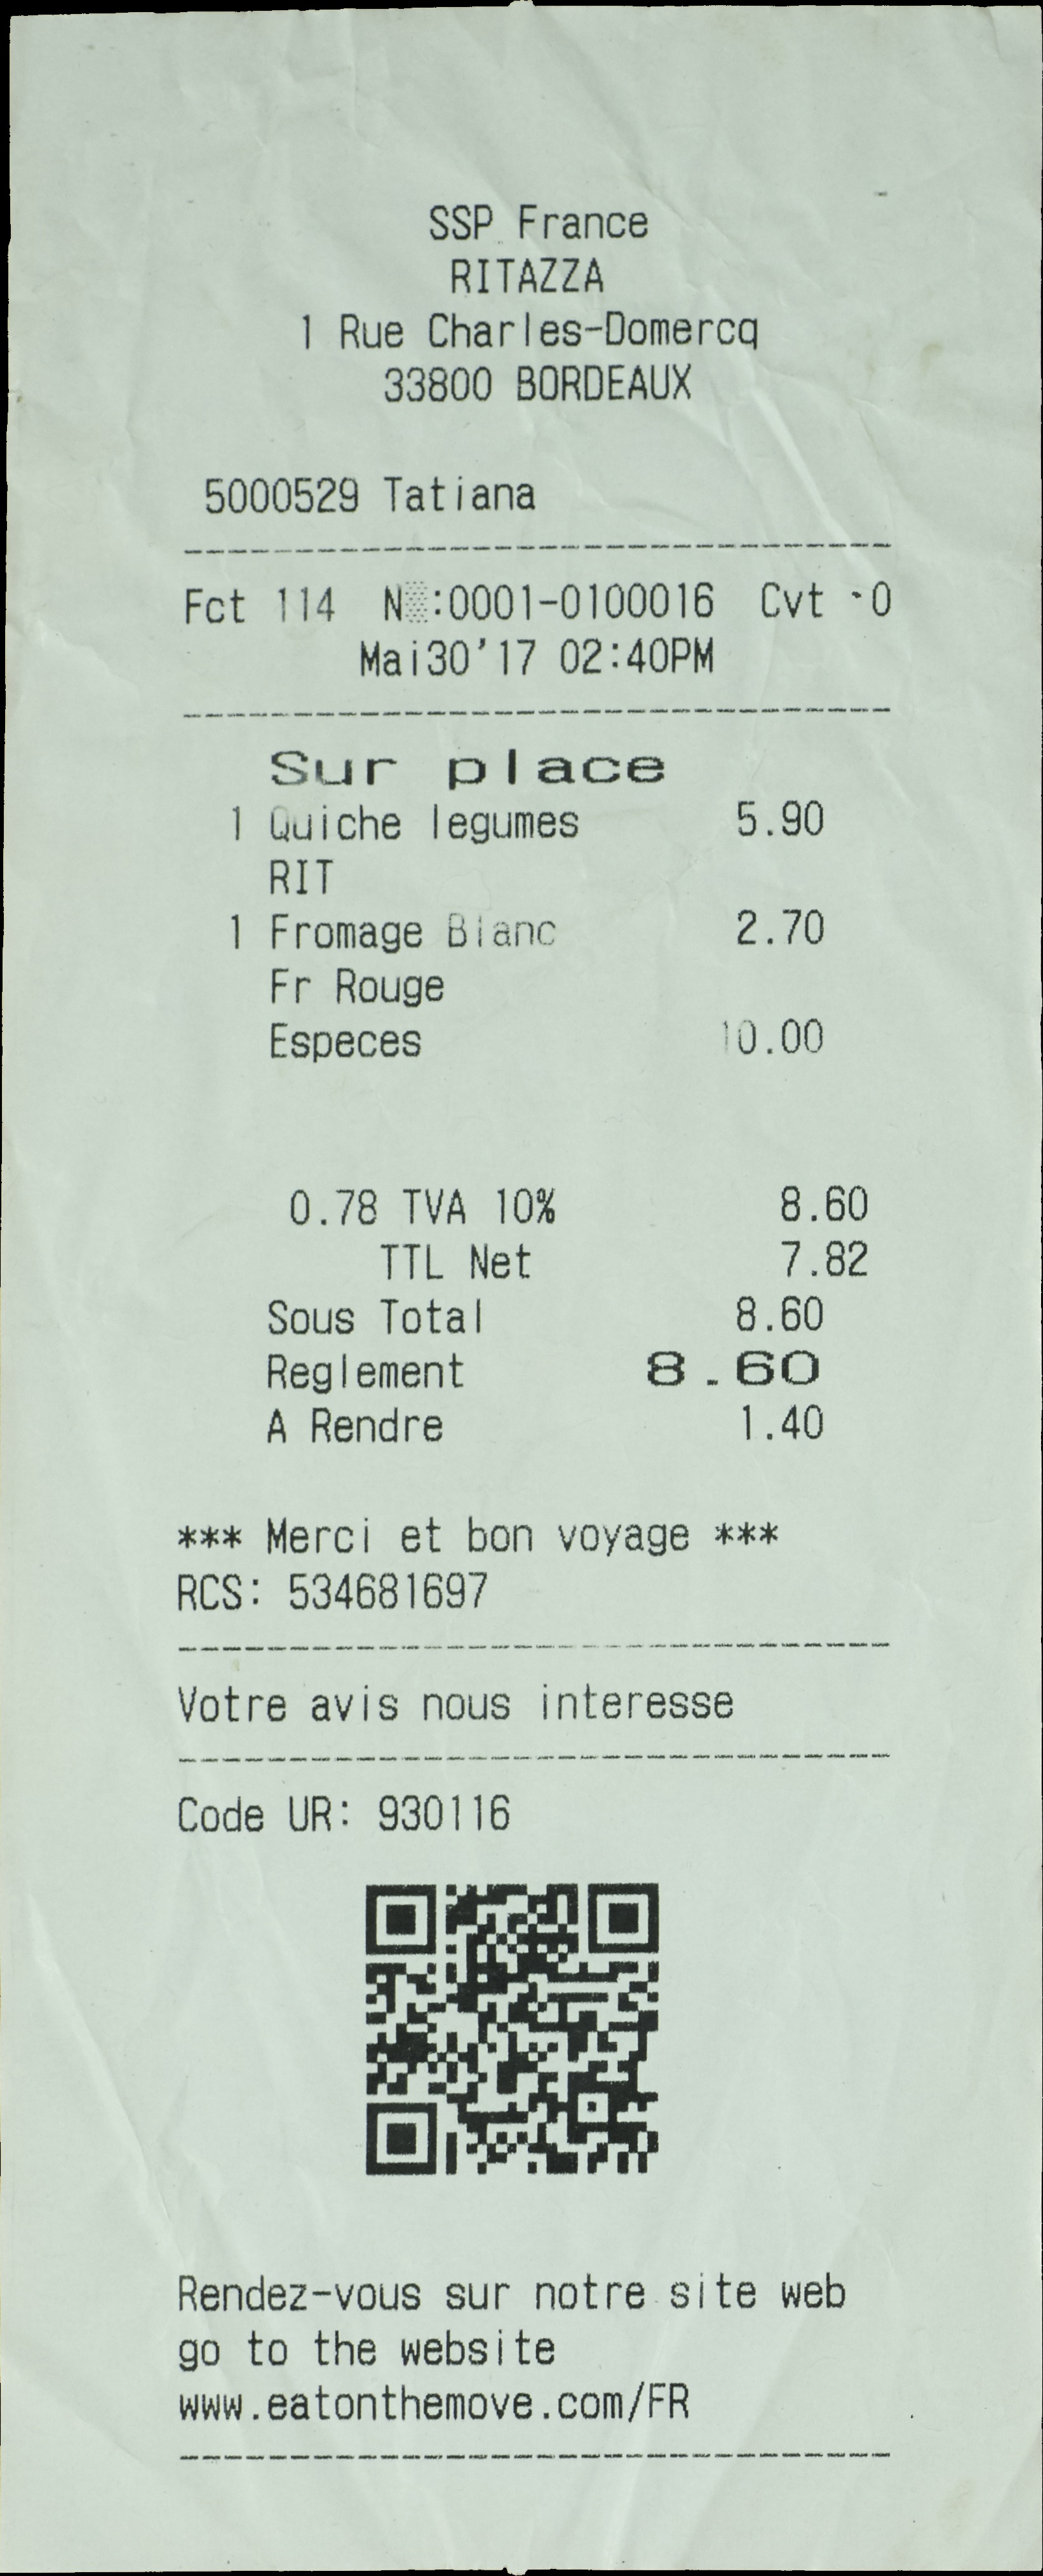 SSP France
RITAZZA
1 Rue Charles-Domercq
33800 BORDEAUX
5000529 Tatiana
Fct 114 N▒:0001-0100016 Cvt 0
Mai30'17 02:40PM
Sur place
1 Quiche legumes 5.90
RIT
1 Fromage Blanc 2.70
Fr Rouge
Especes 10.00
0.78 TVA 10% 8.60
TTL Net 7.82
Sous Total 8.60
Reglement 8.60
A Rendre 1.40
*** Merci et bon voyage ***
RCS: 534681697
Votre avis nous interesse
Code UR: 930116
Rendez-vous sur notre site web
go to the website
www.eatonthemove.com/FR